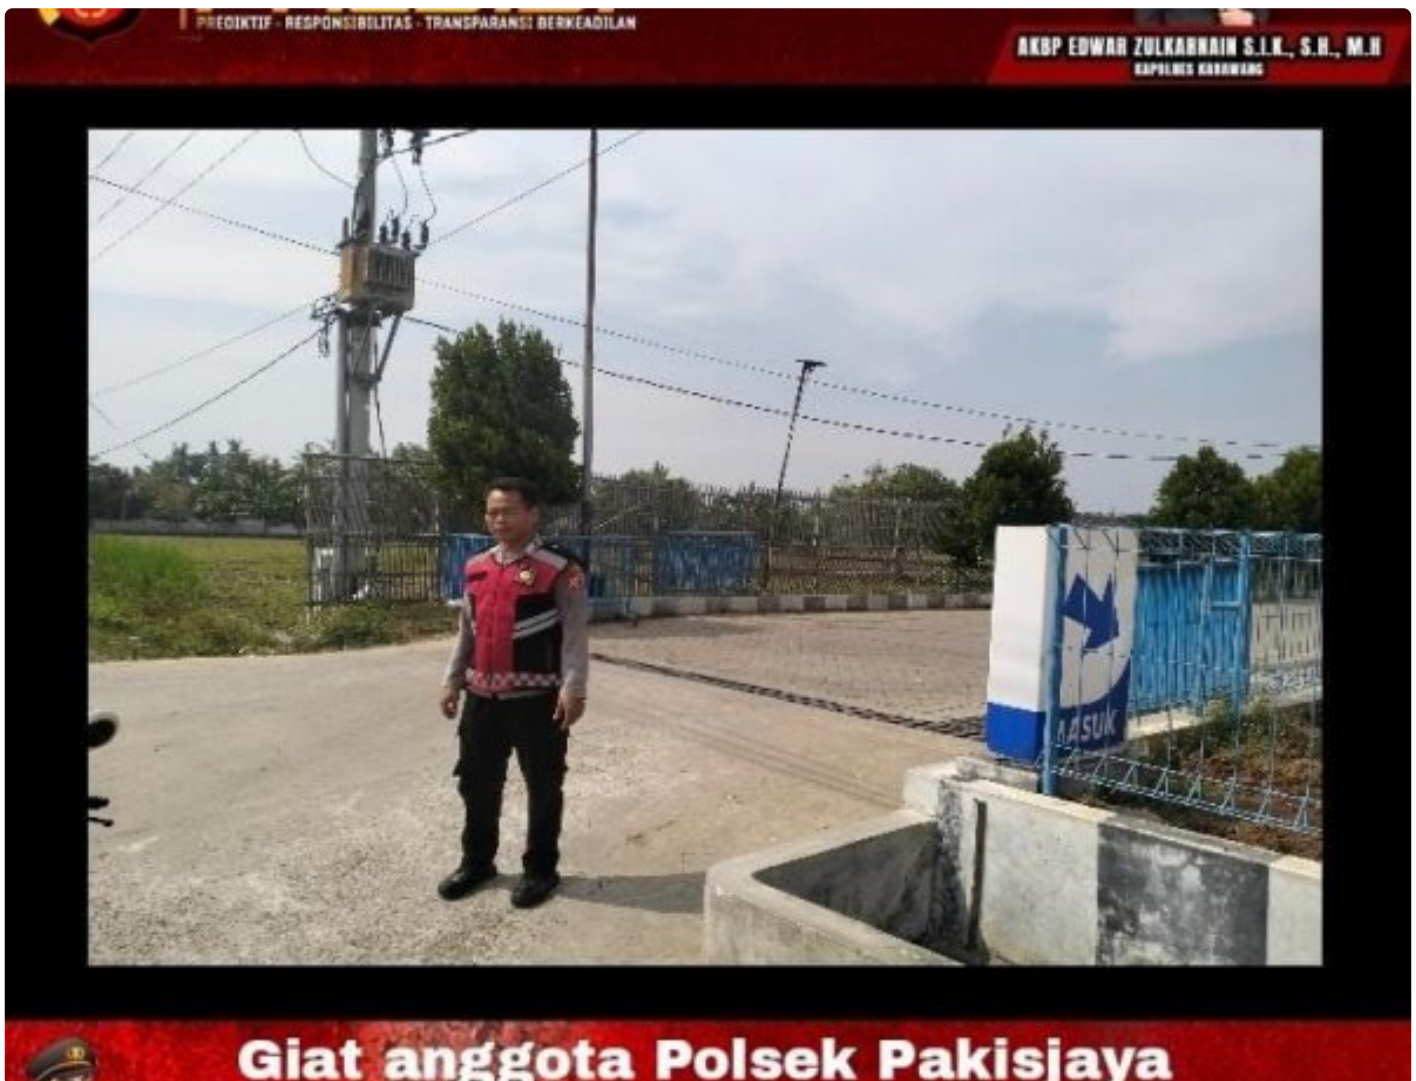 PREDIKTIF - RESPONSIBILITAS - TRANSPARANSI BERKEADILAN
AKBP EDWAR ZULKARNAIN S.I.K., S.H., M.H
KAPOLRES KARAWANG
MASUK
Giat anggota Polsek Pakisjaya